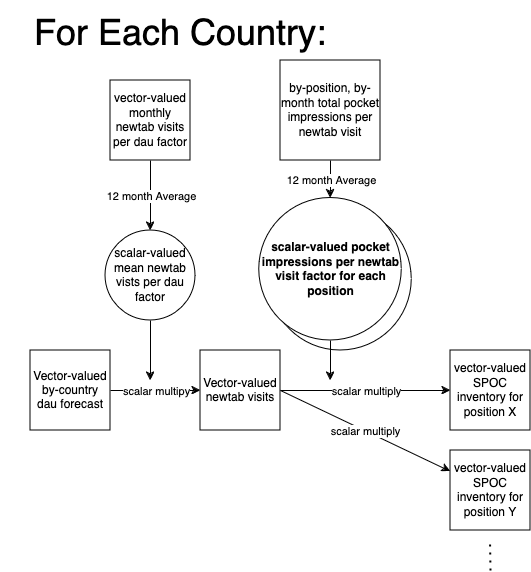 For Each Country:
vector-valued
monthly
newtab visits
per dau factor
by-position, by-
month total pocket
impressions per
newtab visit
12 month Average
12 month Average
scalar-valued
mean newtab
vists per dau
factor
scalar-valued pocket
impressions per newtab
visit factor for each
position
Vector-valued
by-country
dau forecast
scalar multipy
Vector-valued
newtab visits
scalar multiply
vector-valued
SPOC
inventory for
position X
scalar multiply
vector-valued
SPOC
inventory for
position Y